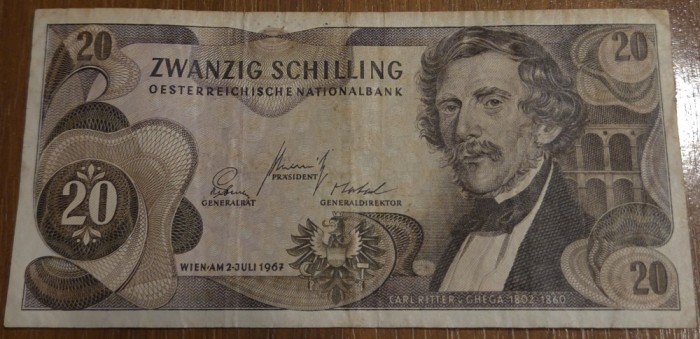 20
20
ZWANZIG SCHILLING
OESTERREICHISCHE NATIONALBANK
20
PRÄSIDENT
GENERALRAT
GENERALDIREKTOR
WIEN·AM 2·JULI 1967
20
CARL RITTER v·GHEGA 1802-1860